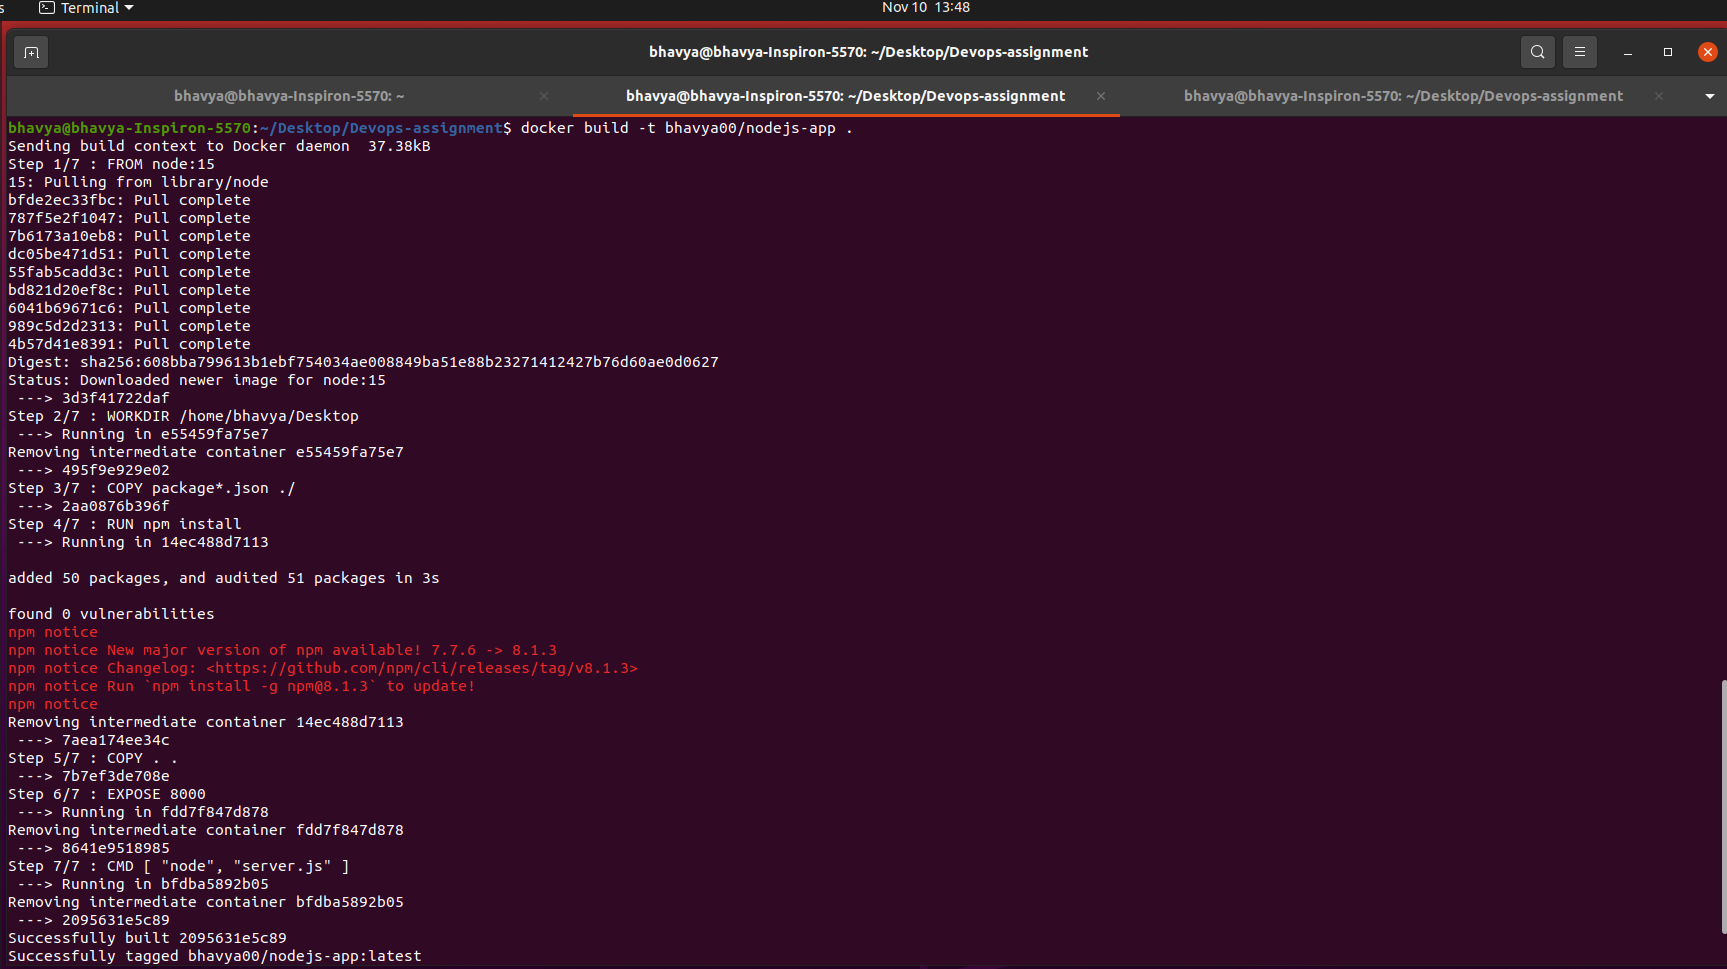 s Terminal Nov 10 13:48
bhavya@bhavya-Inspiron-5570: ~/Desktop/Devops-assignment
bhavya@bhavya-Inspiron-5570: ~ bhavya@bhavya-Inspiron-5570: ~/Desktop/Devops-assignment bhavya@bhavya-Inspiron-5570: ~/Desktop/Devops-assignment
bhavya@bhavya-Inspiron-5570:~/Desktop/Devops-assignment$ docker build -t bhavya00/nodejs-app .
Sending build context to Docker daemon  37.38kB
Step 1/7 : FROM node:15
15: Pulling from library/node
bfde2ec33fbc: Pull complete
787f5e2f1047: Pull complete
7b6173a10eb8: Pull complete
dc05be471d51: Pull complete
55fab5cadd3c: Pull complete
bd821d20ef8c: Pull complete
6041b69671c6: Pull complete
989c5d2d2313: Pull complete
4b57d41e8391: Pull complete
Digest: sha256:608bba799613b1ebf754034ae008849ba51e88b23271412427b76d60ae0d0627
Status: Downloaded newer image for node:15
 ---> 3d3f41722daf
Step 2/7 : WORKDIR /home/bhavya/Desktop
 ---> Running in e55459fa75e7
Removing intermediate container e55459fa75e7
 ---> 495f9e929e02
Step 3/7 : COPY package*.json ./
 ---> 2aa0876b396f
Step 4/7 : RUN npm install
 ---> Running in 14ec488d7113
added 50 packages, and audited 51 packages in 3s
found 0 vulnerabilities
npm notice
npm notice New major version of npm available! 7.7.6 -> 8.1.3
npm notice Changelog: <https://github.com/npm/cli/releases/tag/v8.1.3>
npm notice Run `npm install -g npm@8.1.3` to update!
npm notice
Removing intermediate container 14ec488d7113
 ---> 7aea174ee34c
Step 5/7 : COPY . .
 ---> 7b7ef3de708e
Step 6/7 : EXPOSE 8000
 ---> Running in fdd7f847d878
Removing intermediate container fdd7f847d878
 ---> 8641e9518985
Step 7/7 : CMD [ "node", "server.js" ]
 ---> Running in bfdba5892b05
Removing intermediate container bfdba5892b05
 ---> 2095631e5c89
Successfully built 2095631e5c89
Successfully tagged bhavya00/nodejs-app:latest